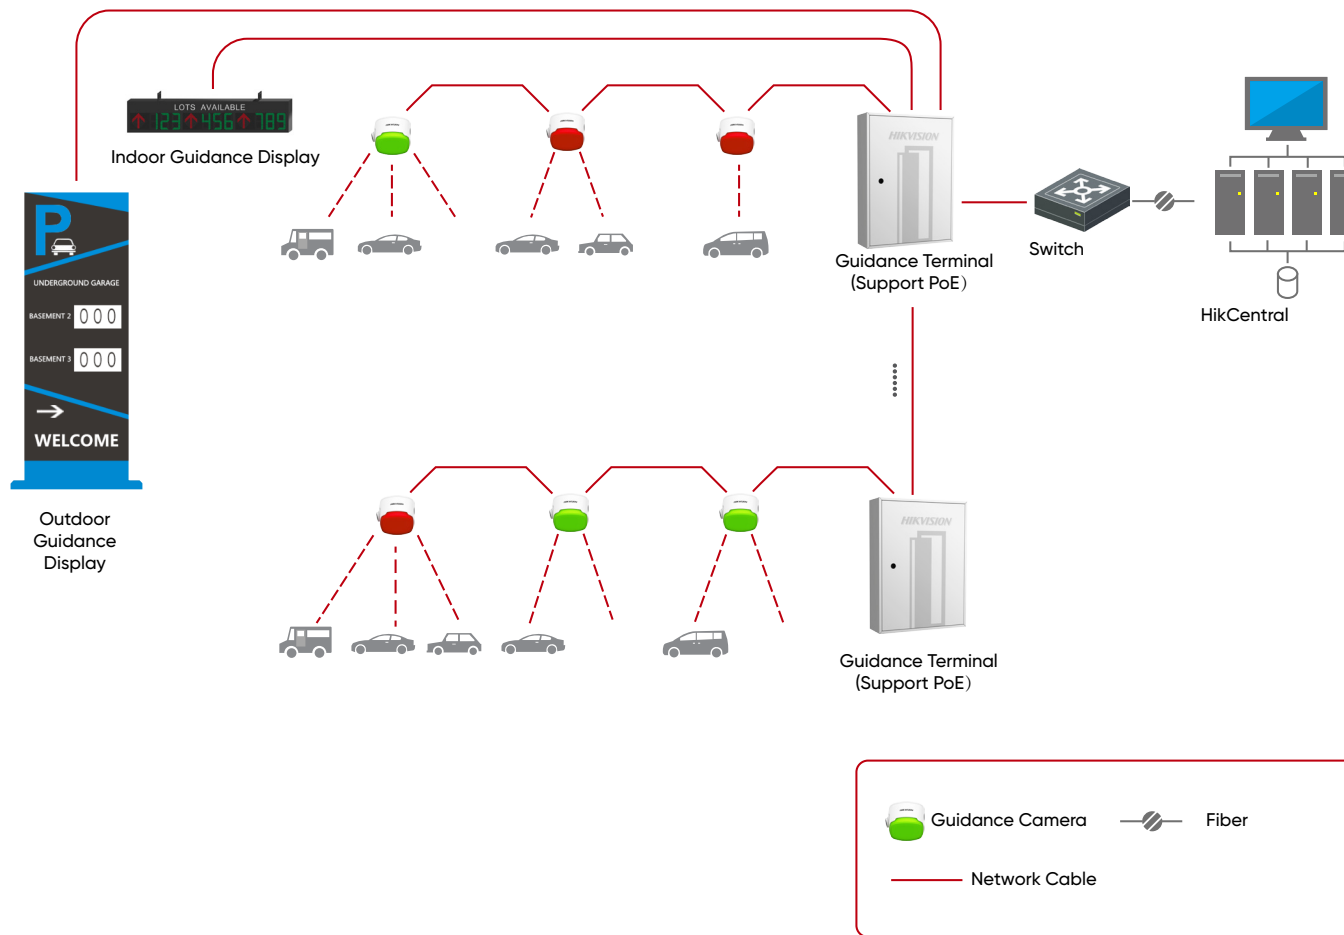 LOTS AVAILABLE
123 456 789
Indoor Guidance Display
P
UNDERGROUND GARAGE
BASEMENT 2 000
BASEMENT 3 000
WELCOME
Outdoor
Guidance
Display
HIKVISION
Guidance Terminal
(Support PoE）
Switch
HikCentral
HIKVISION
Guidance Terminal
(Support PoE）
Guidance Camera
Fiber
Network Cable